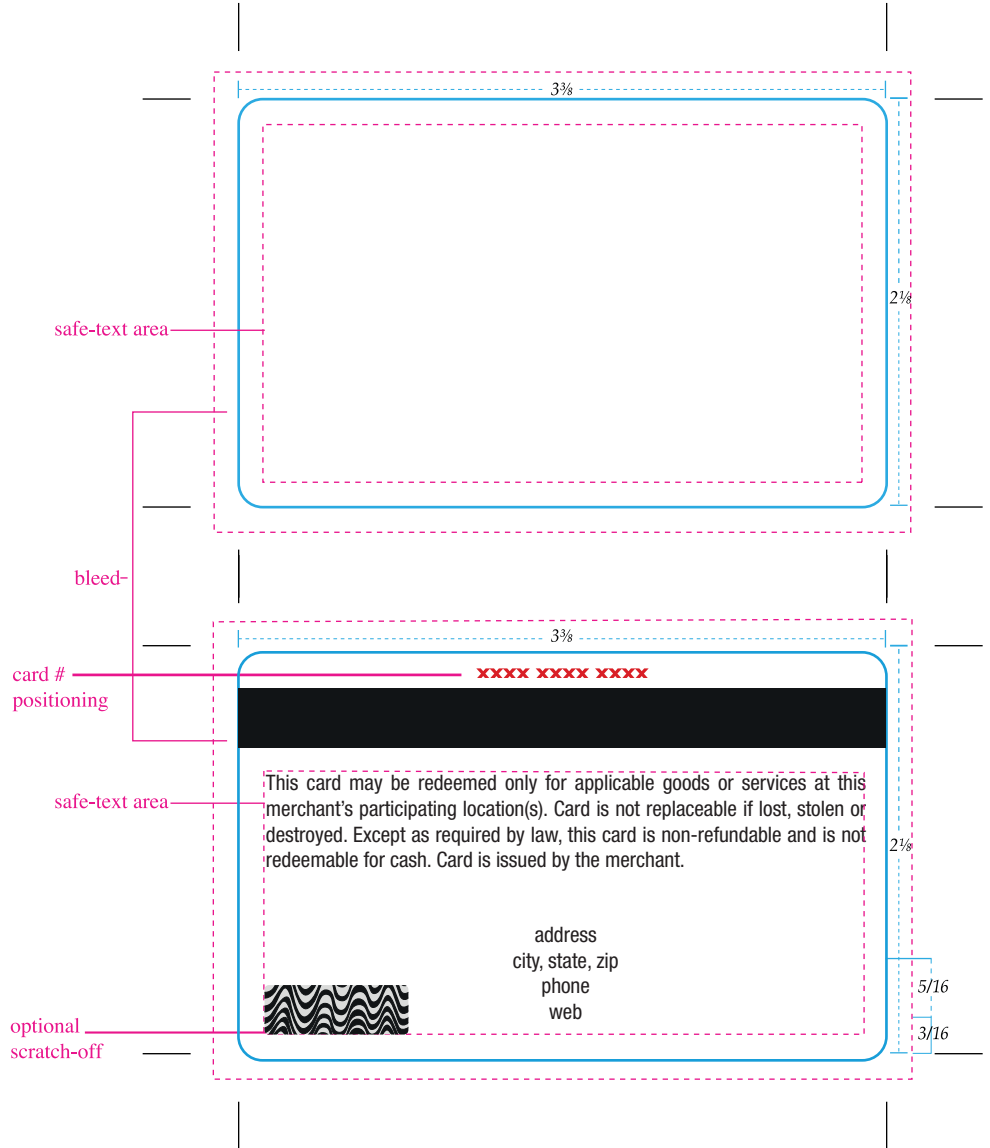 3⅜
2⅛
safe-text area
bleed
3⅜
card #
positioning
xxxx xxxx xxxx
safe-text area
This card may be redeemed only for applicable goods or services at this
merchant’s participating location(s). Card is not replaceable if lost, stolen or
destroyed. Except as required by law, this card is non-refundable and is not
redeemable for cash. Card is issued by the merchant.
2⅛
address
city, state, zip
phone
web
5/16
3/16
optional
scratch-off